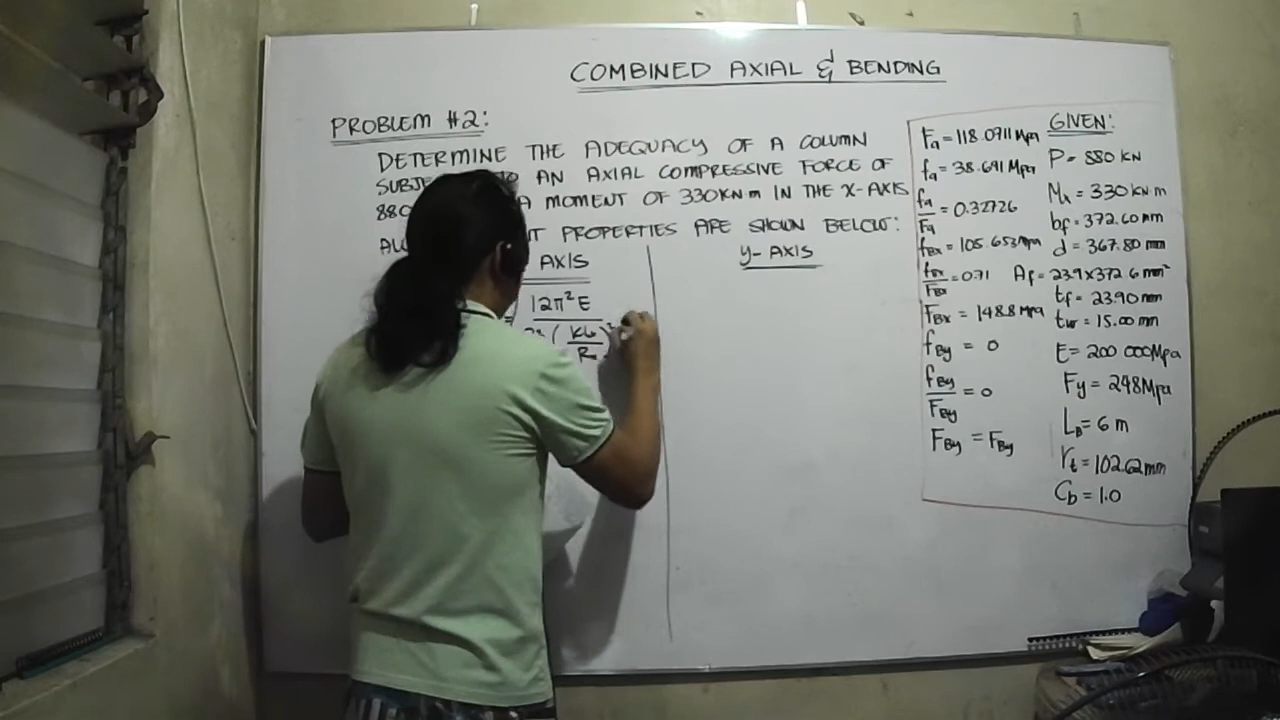 COMBINED AXIAL & BENDING
PROBLEM #2:
DETERMINE THE ADEQUACY OF A COLUMN
AN AXIAL COMPRESSIVE FORCE OF
A MOMENT OF 330KN·m IN THE X-AXIS
PROPERTIES ARE SHOWN BELOW:
AXIS
12π²E
Y-AXIS
Fa = 118.0711 Mpa
fa = 38.691 Mpa
fa/Fa = 0.32726
fBx = 105.653 Mpa
fBx/FBx = 0.71
FBx = 148.8 Mpa
fBy = 0
fBy/FBy = 0
FBy = FBy
GIVEN:
P = 880 KN
Mx = 330 KN·m
bf = 372.60 mm
d = 367.80 mm
Af = 23.9 x 372.6 mm²
tf = 23.90 mm
tw = 15.00 mm
E = 200 000 Mpa
Fy = 248 Mpa
LB = 6 m
rt = 102.62 mm
Cb = 1.0